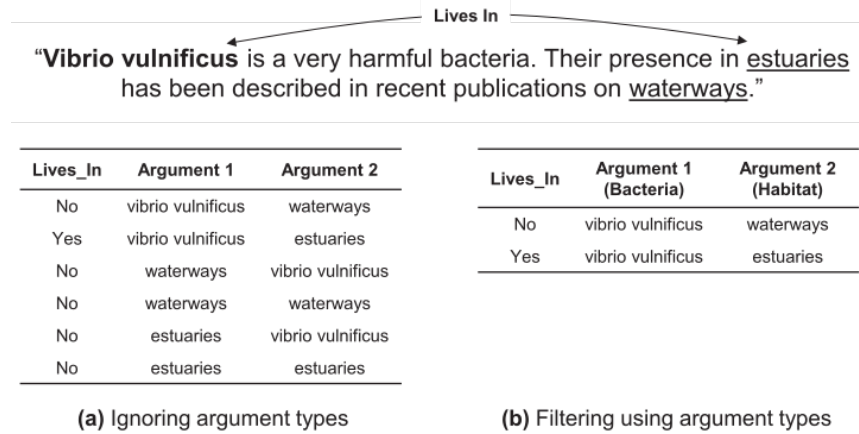 Lives In
“Vibrio vulnificus is a very harmful bacteria. Their presence in estuaries
has been described in recent publications on waterways.”
Lives_In Argument 1 Argument 2
No vibrio vulnificus waterways
Yes vibrio vulnificus estuaries
No waterways vibrio vulnificus
No waterways waterways
No estuaries vibrio vulnificus
No estuaries estuaries
(a) Ignoring argument types
Lives_In Argument 1 (Bacteria) Argument 2 (Habitat)
No vibrio vulnificus waterways
Yes vibrio vulnificus estuaries
(b) Filtering using argument types